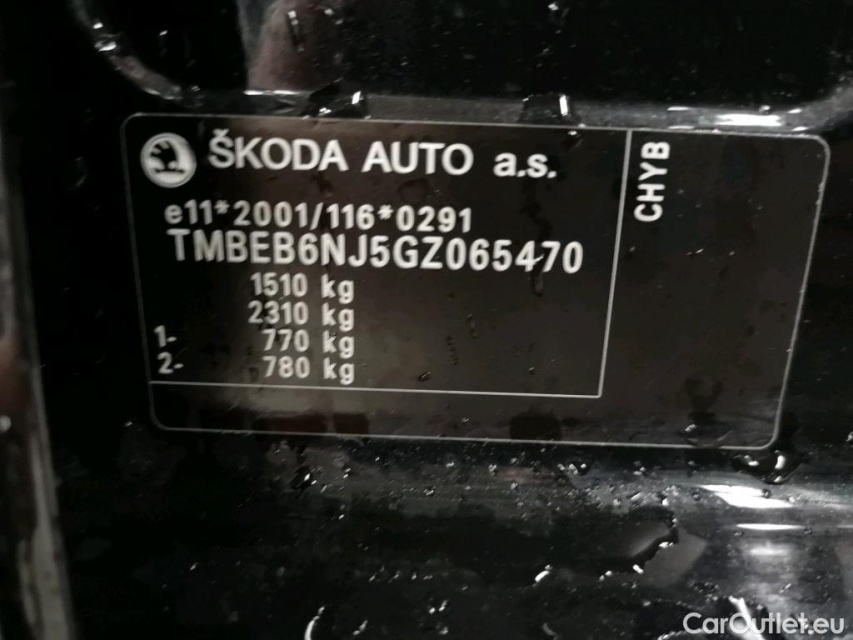 ŠKODA AUTO a.s.
e11*2001/116*0291
TMBEB6NJ5GZ065470
1510 kg
2310 kg
1- 770 kg
2- 780 kg
CHYB
CarOutlet.eu